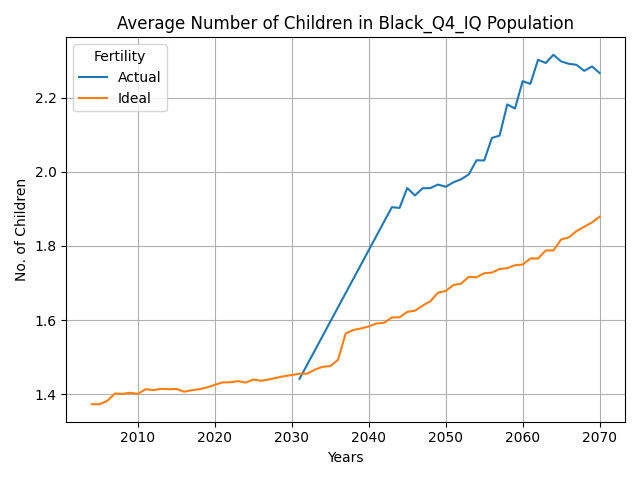 Average Number of Children in Black_Q4_IQ Population
Fertility
Actual
Ideal
No. of Children
2.2
2.0
1.8
1.6
1.4
2010 2020 2030 2040 2050 2060 2070
Years